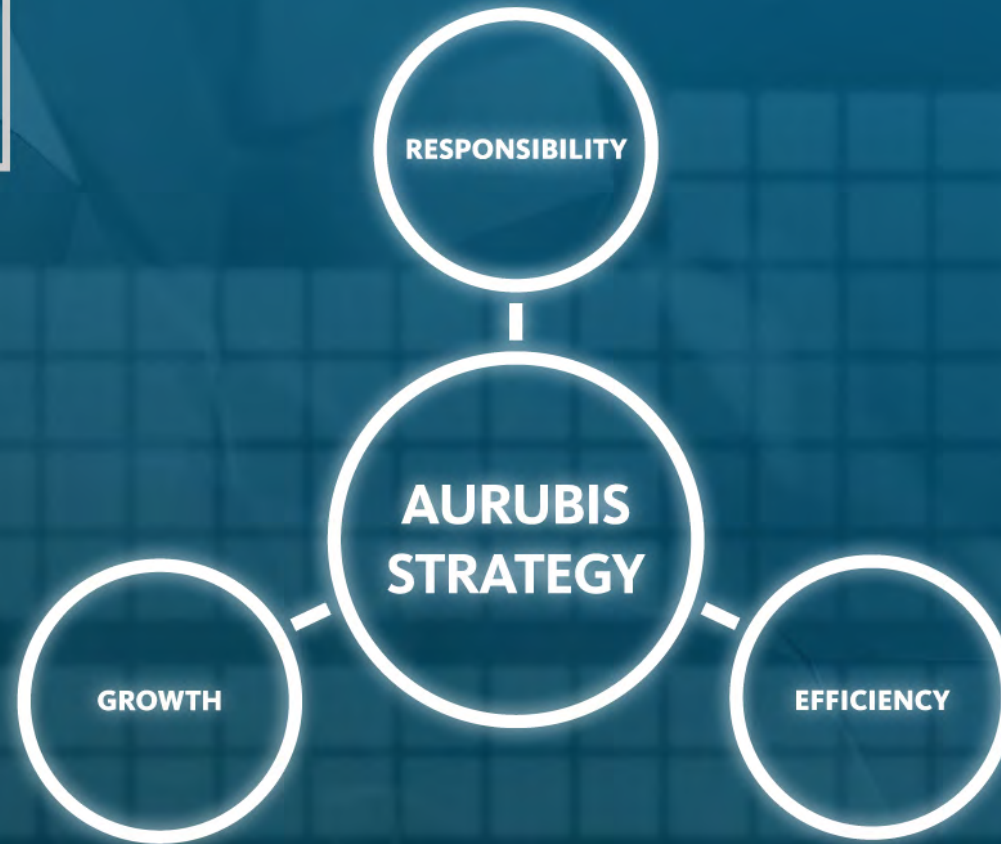 RESPONSIBILITY
AURUBIS
STRATEGY
GROWTH
EFFICIENCY